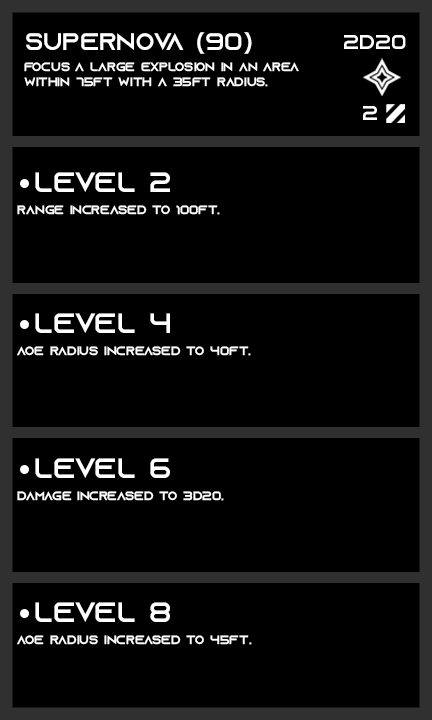 SUPERNOVA (90)
2D20
FOCUS A LARGE EXPLOSION IN AN AREA
WITHIN 75FT WITH A 35FT RADIUS.
2
•LEVEL 2
RANGE INCREASED TO 100FT.
•LEVEL 4
AOE RADIUS INCREASED TO 40FT.
•LEVEL 6
DAMAGE INCREASED TO 3D20.
•LEVEL 8
AOE RADIUS INCREASED TO 45FT.